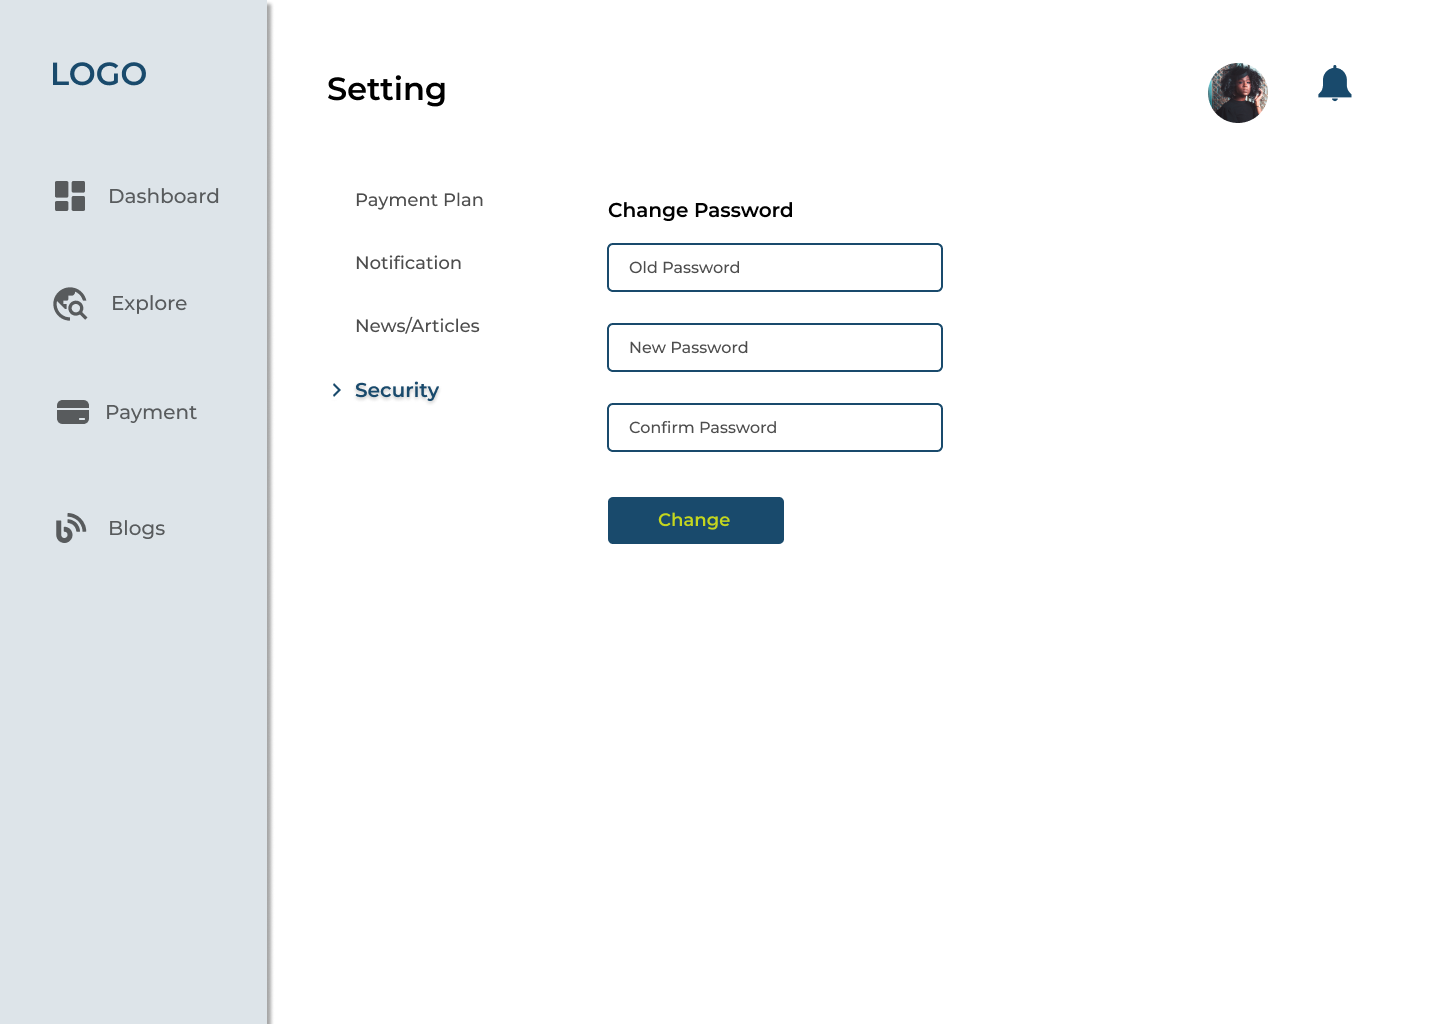 LOGO
Dashboard
Explore
Payment
Blogs
Setting
Payment Plan
Notification
News/Articles
Security
Change Password
Old Password
New Password
Confirm Password
Change